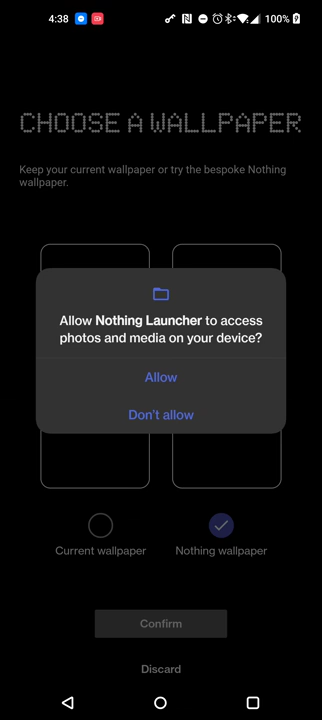 4:38
100%
CHOOSE A WALLPAPER
Keep your current wallpaper or try the bespoke Nothing
wallpaper.
Allow Nothing Launcher to access
photos and media on your device?
Allow
Don't allow
Current wallpaper
Nothing wallpaper
Confirm
Discard